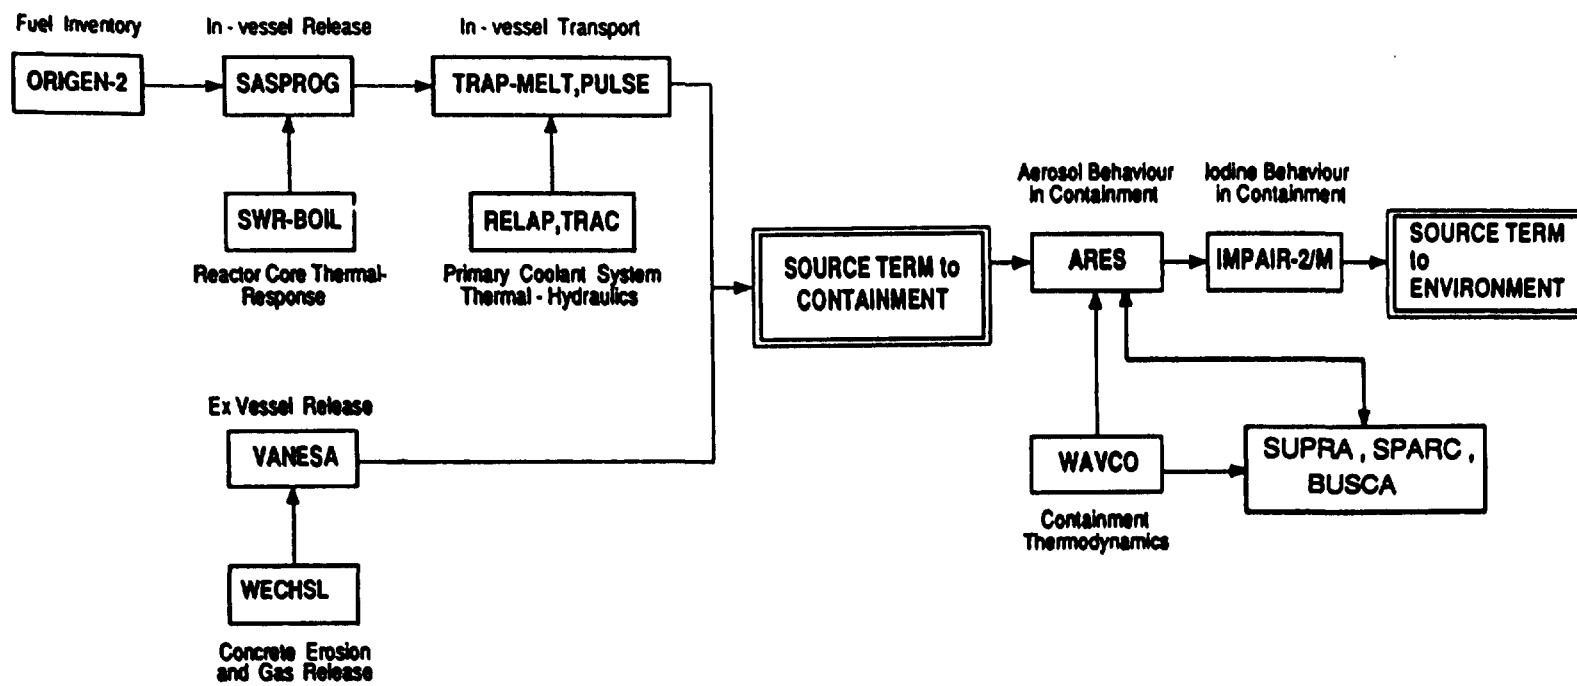 Fuel Inventory
ORIGEN-2
In - vessel Release
SASPROG
In - vessel Transport
TRAP-MELT,PULSE
SWR-BOIL
Reactor Core Thermal-
Response
RELAP,TRAC
Primary Coolant System
Thermal - Hydraulics
Ex Vessel Release
VANESA
WECHSL
Concrete Erosion
and Gas Release
SOURCE TERM to
CONTAINMENT
Aerosol Behaviour
in Containment
ARES
Iodine Behaviour
in Containment
IMPAIR-2/M
SOURCE TERM
to
ENVIRONMENT
WAVCO
Containment
Thermodynamics
SUPRA , SPARC ,
BUSCA